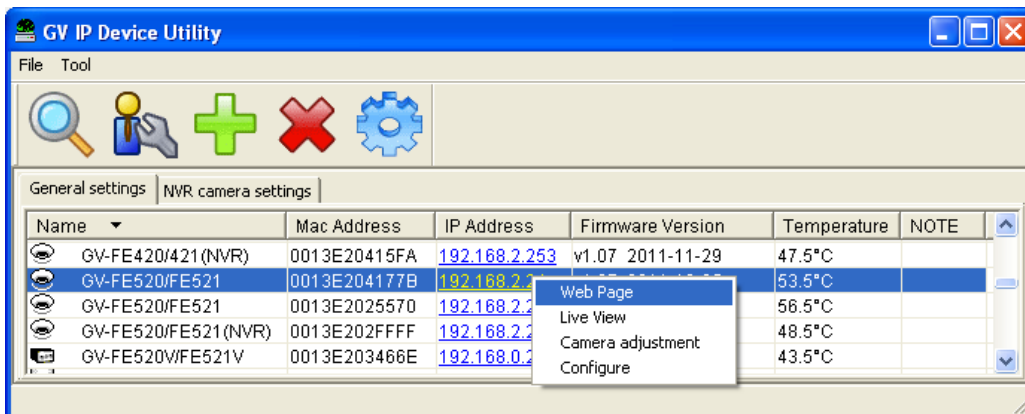 GV IP Device Utility
File Tool
General settings NVR camera settings
Name Mac Address IP Address Firmware Version Temperature NOTE
GV-FE420/421(NVR) 0013E20415FA 192.168.2.253 v1.07 2011-11-29 47.5°C
GV-FE520/FE521 0013E204177B 53.5°C
GV-FE520/FE521 0013E2025570 56.5°C
GV-FE520/FE521(NVR) 0013E202FFFF 48.5°C
GV-FE520V/FE521V 0013E203466E 43.5°C
Web Page
Live View
Camera adjustment
Configure